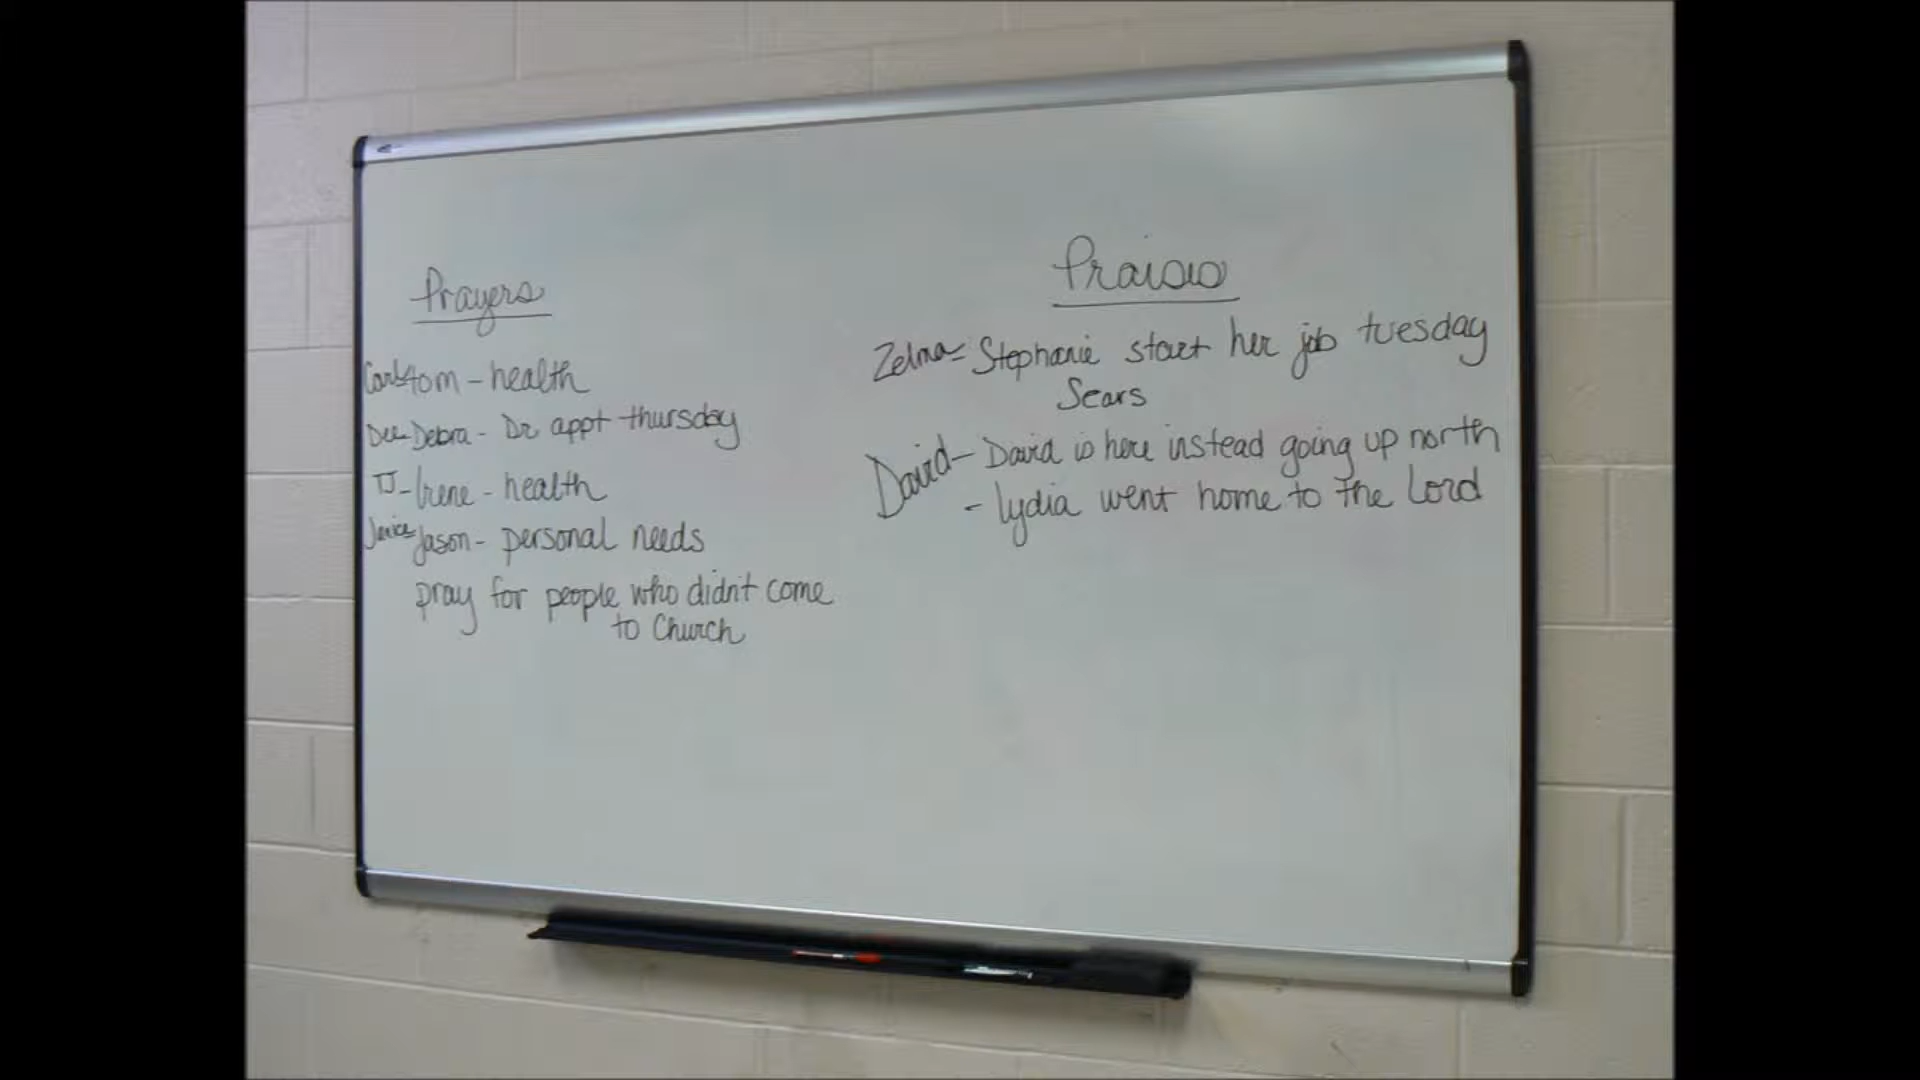 Prayers
Carl-tom - health
Dee-Debra - Dr appt thursday
TJ-Irene - health
Janice Jason - personal needs
pray for people who didn't come
to Church
Praises
Zelma - Stephanie start her job tuesday
Sears
David - David is here instead going up north
- Lydia went home to the Lord